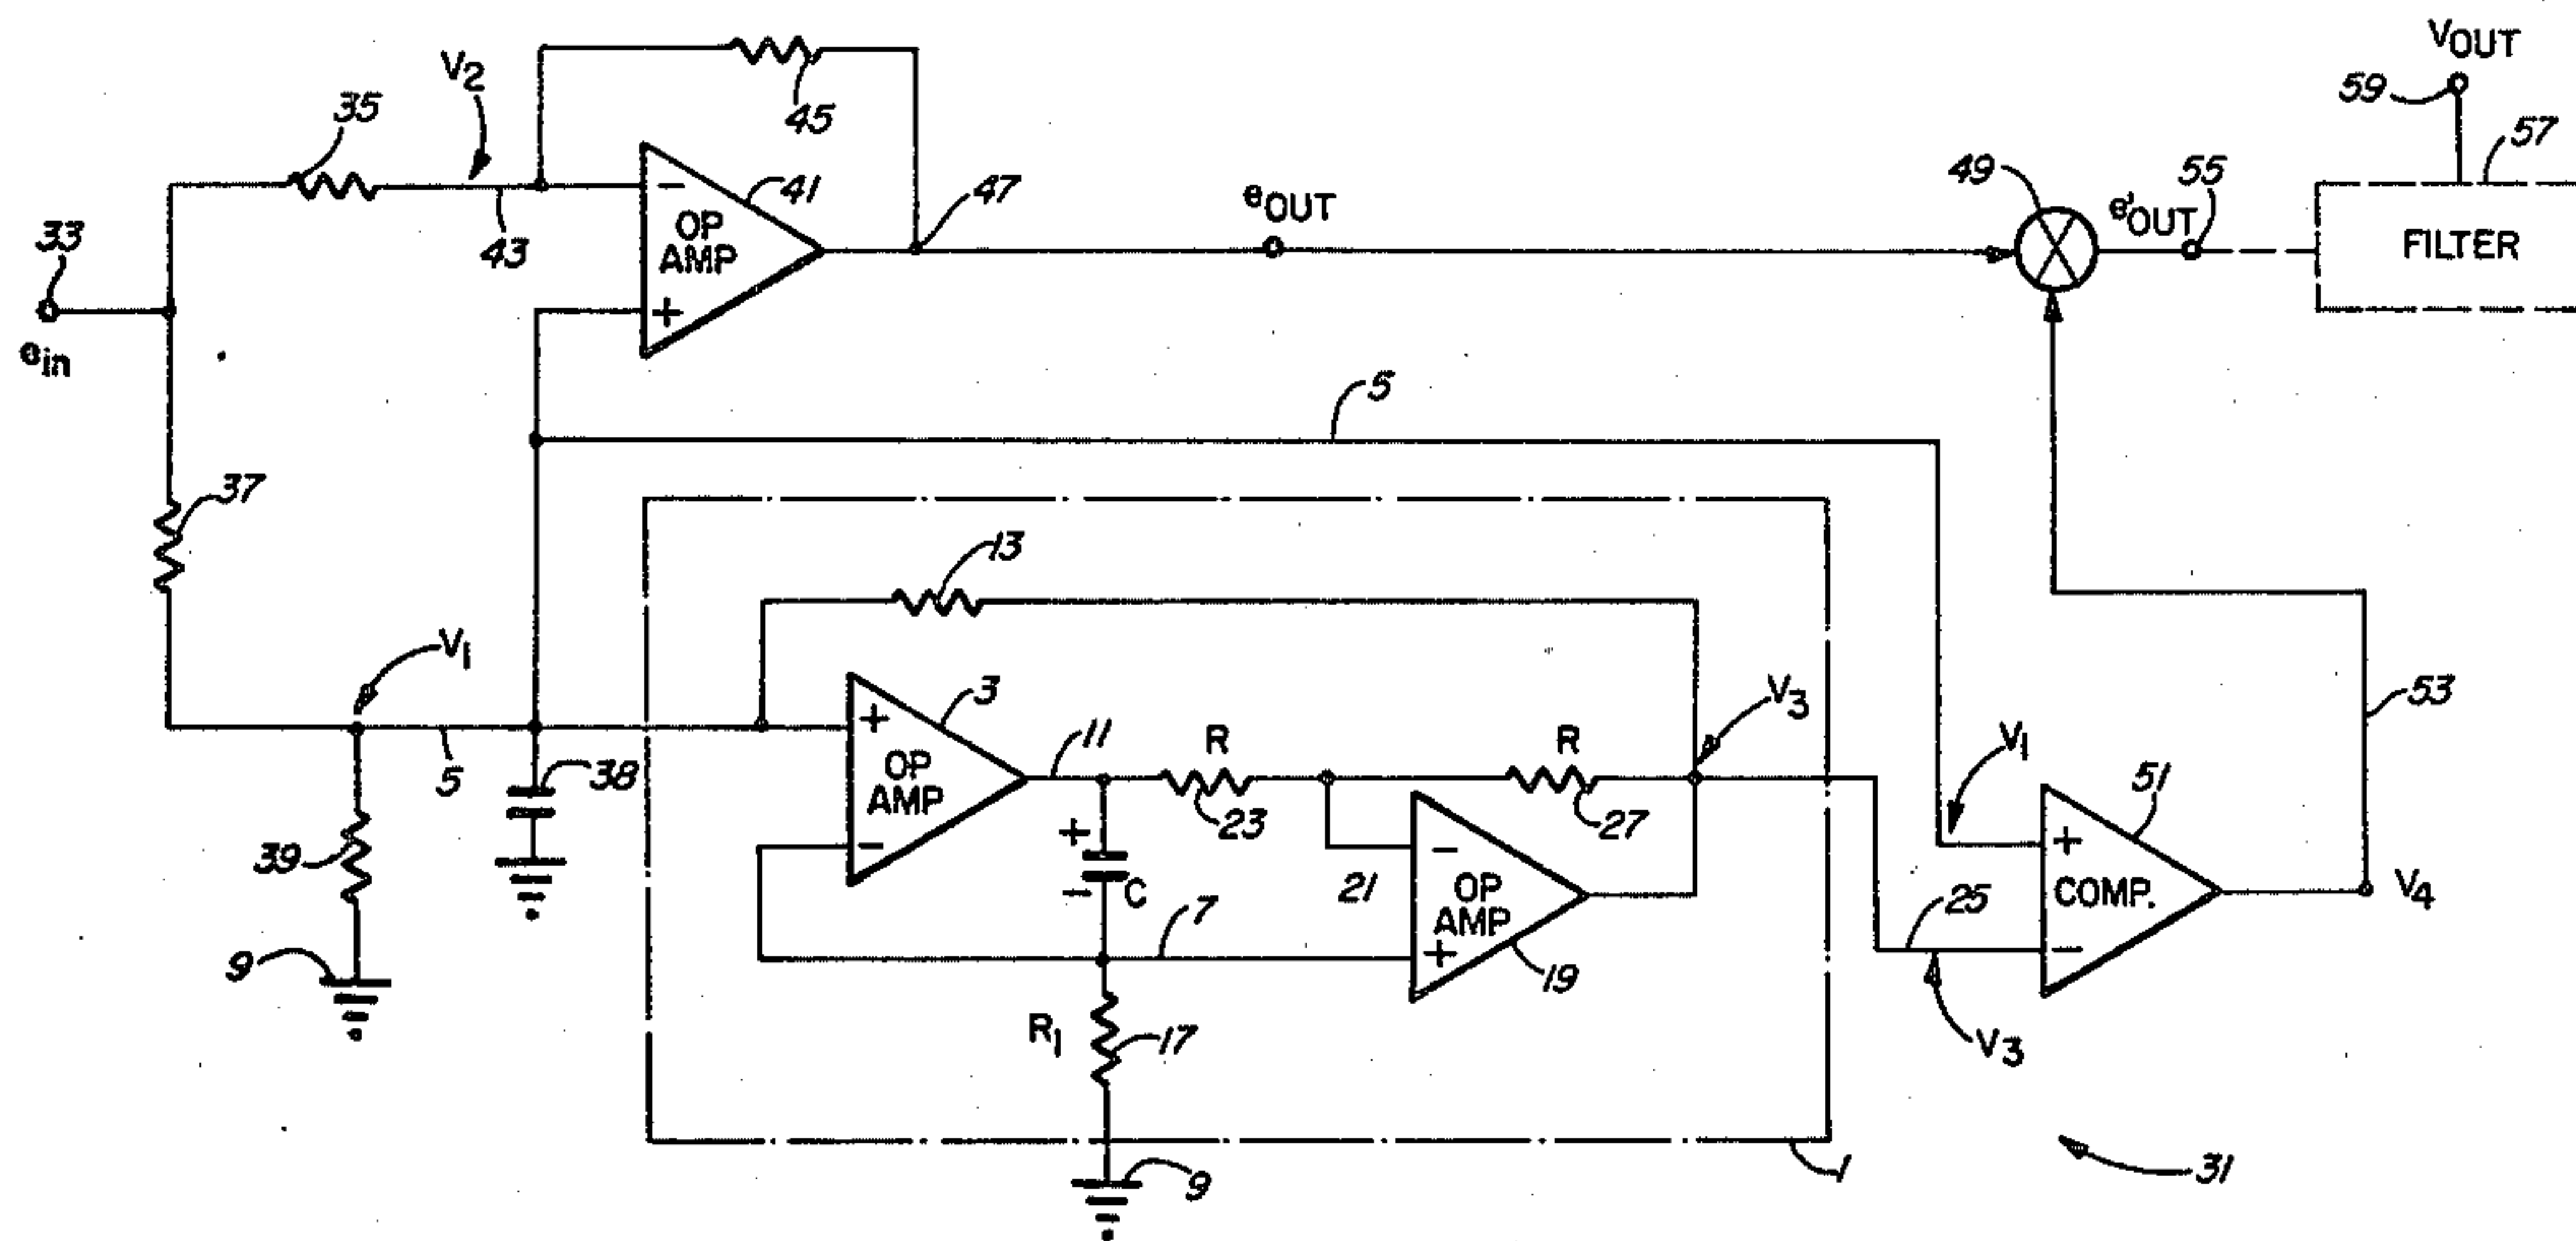 V2
35
45
33
ein
43
-
OP
AMP
+
41
47
eOUT
49
e'OUT
55
VOUT
59
57
FILTER
5
37
13
V1
5
38
39
9
+
OP
AMP
-
3
11
R
23
R
27
V3
+
-
C
21
-
OP
AMP
+
19
7
R1
17
9
1
V1
51
+
COMP.
-
25
V3
53
V4
31